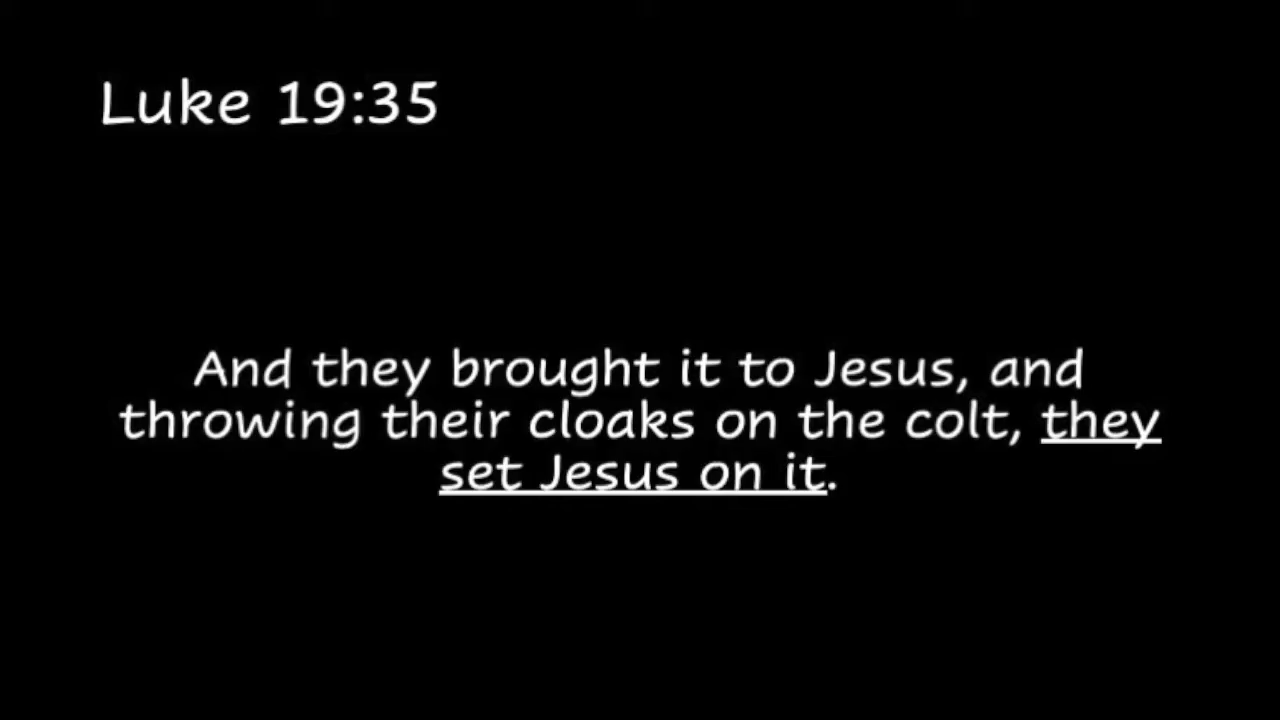 Luke 19:35
And they brought it to Jesus, and
throwing their cloaks on the colt, they
set Jesus on it.